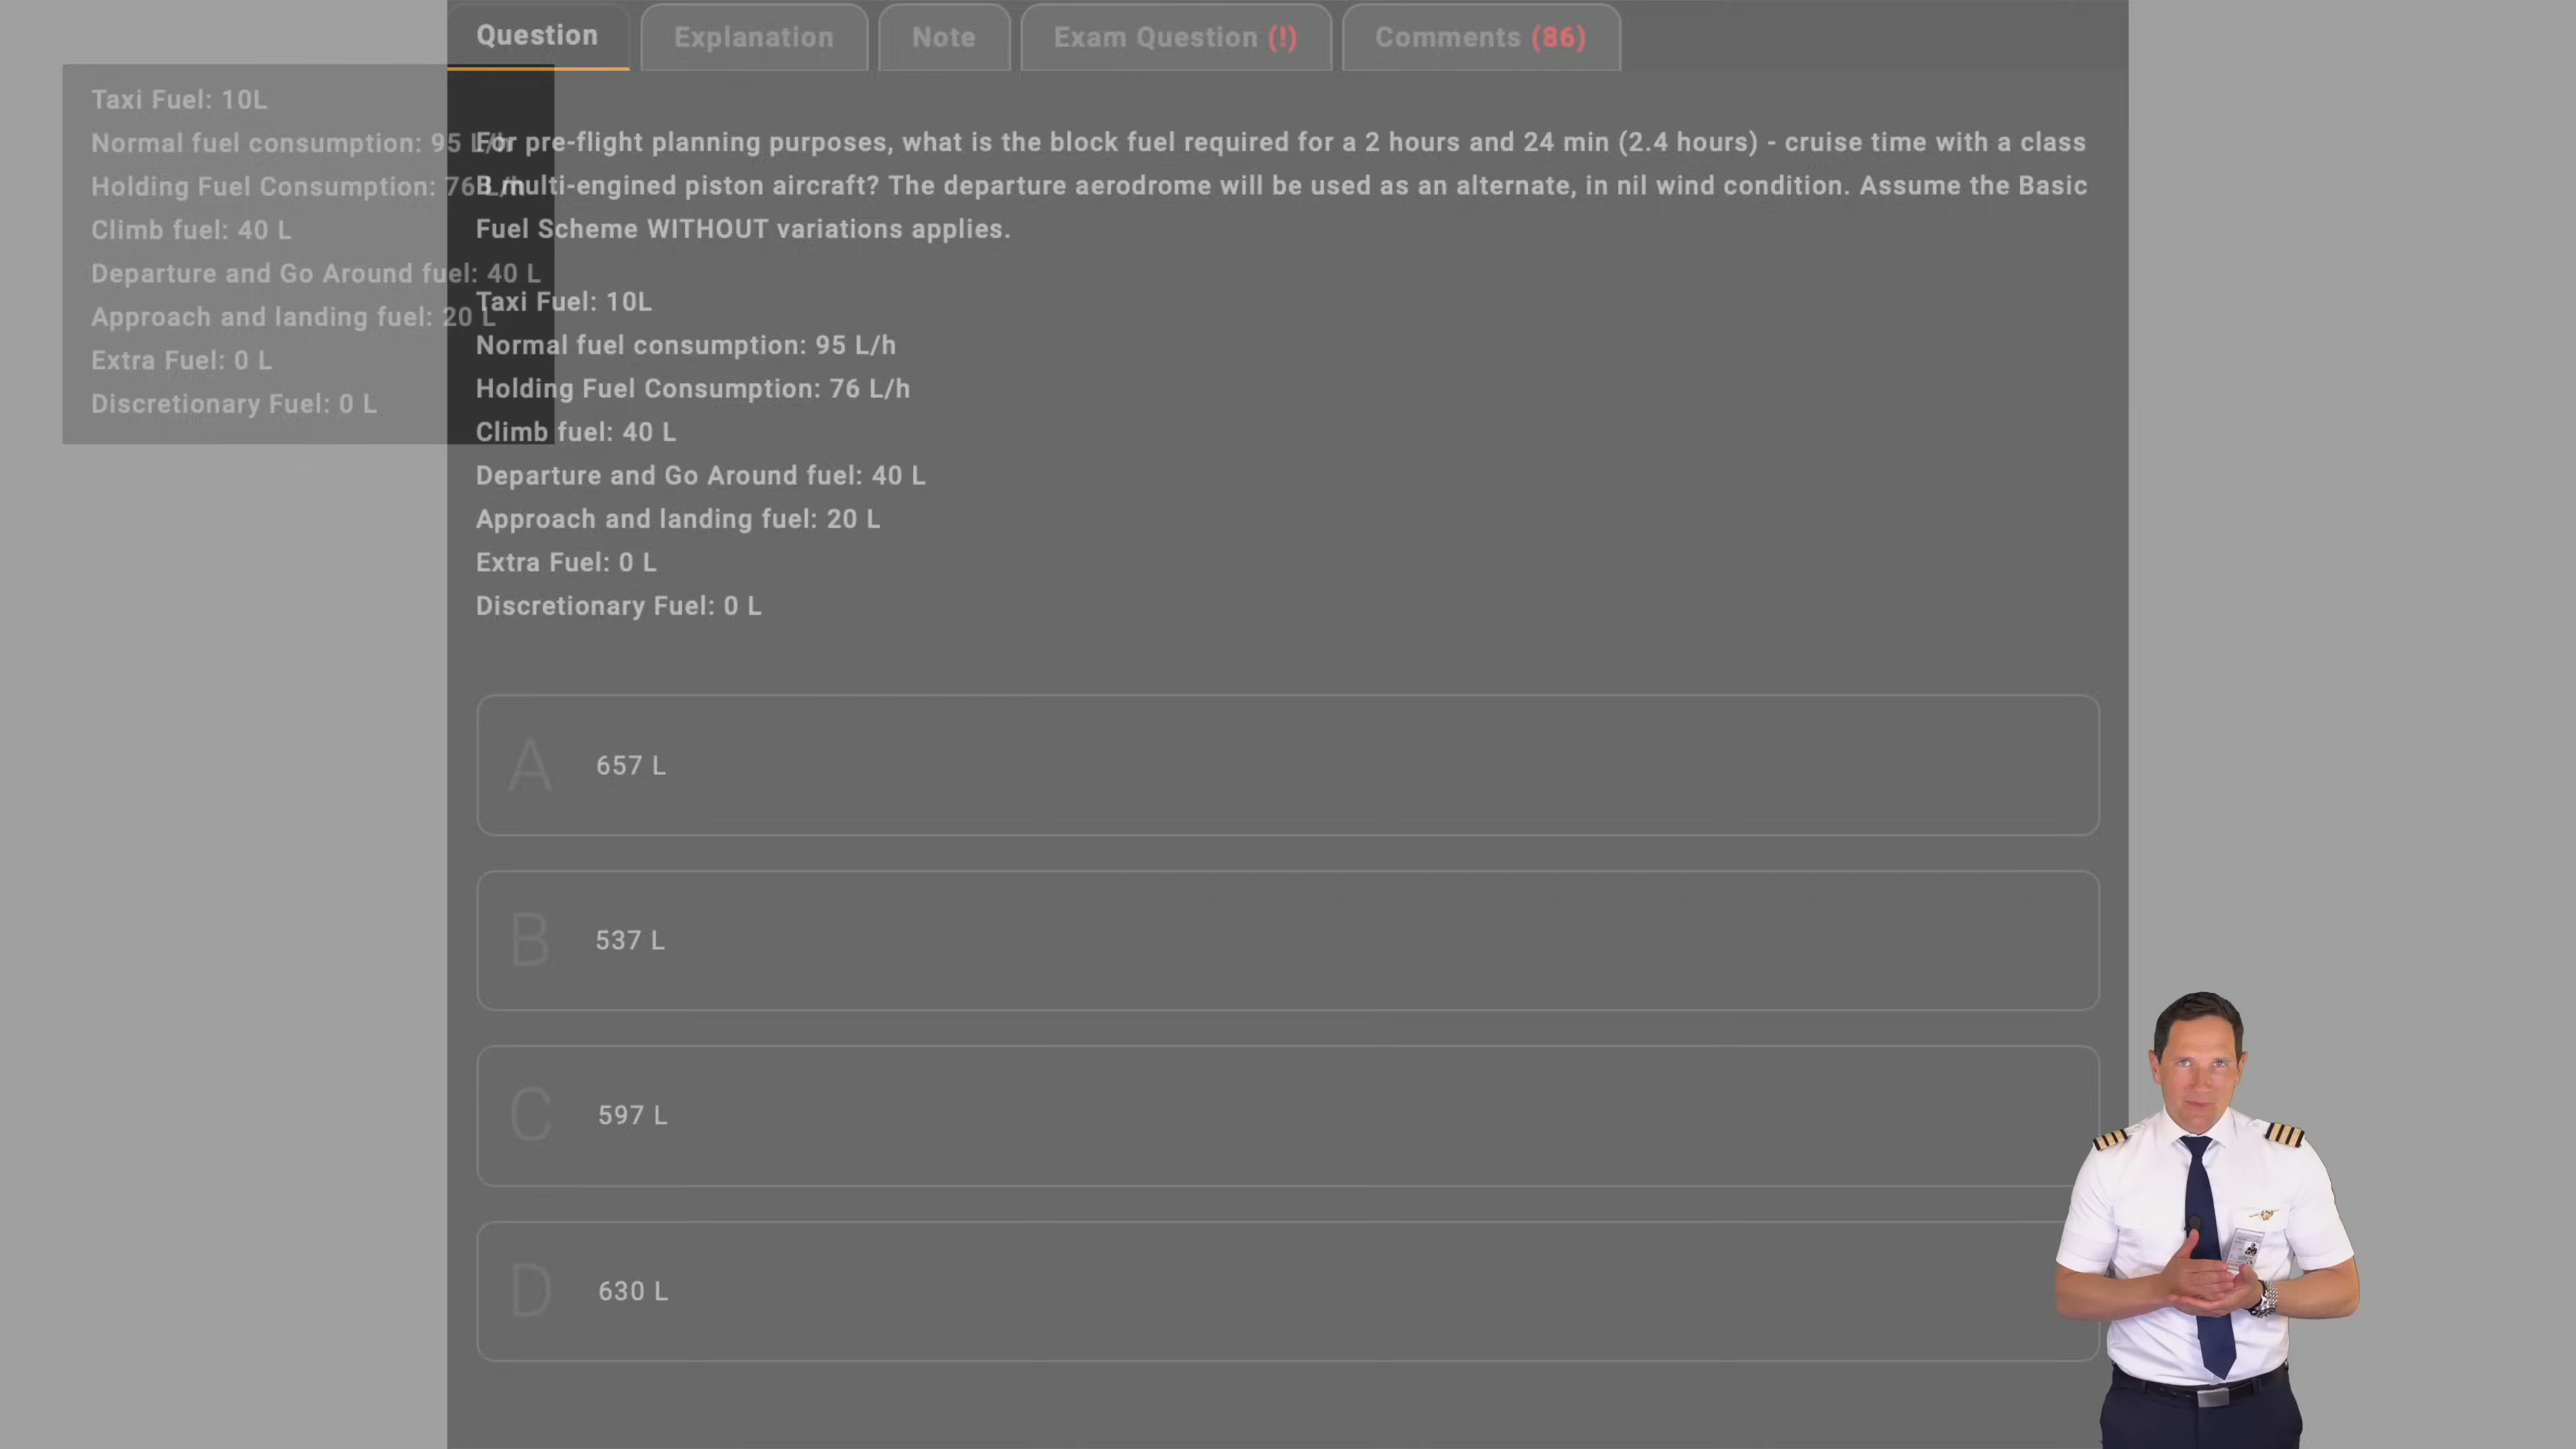 Question
Explanation
Note
Exam Question (!)
Comments (86)
Taxi Fuel: 10L
Normal fuel consumption: 95 L/h
Holding Fuel Consumption: 76 L/h
Climb fuel: 40 L
Departure and Go Around fuel: 40 L
Approach and landing fuel: 20 L
Extra Fuel: 0 L
Discretionary Fuel: 0 L
For pre-flight planning purposes, what is the block fuel required for a 2 hours and 24 min (2.4 hours) - cruise time with a class
B multi-engined piston aircraft? The departure aerodrome will be used as an alternate, in nil wind condition. Assume the Basic
Fuel Scheme WITHOUT variations applies.
Taxi Fuel: 10L
Normal fuel consumption: 95 L/h
Holding Fuel Consumption: 76 L/h
Climb fuel: 40 L
Departure and Go Around fuel: 40 L
Approach and landing fuel: 20 L
Extra Fuel: 0 L
Discretionary Fuel: 0 L
A 657 L
B 537 L
C 597 L
D 630 L